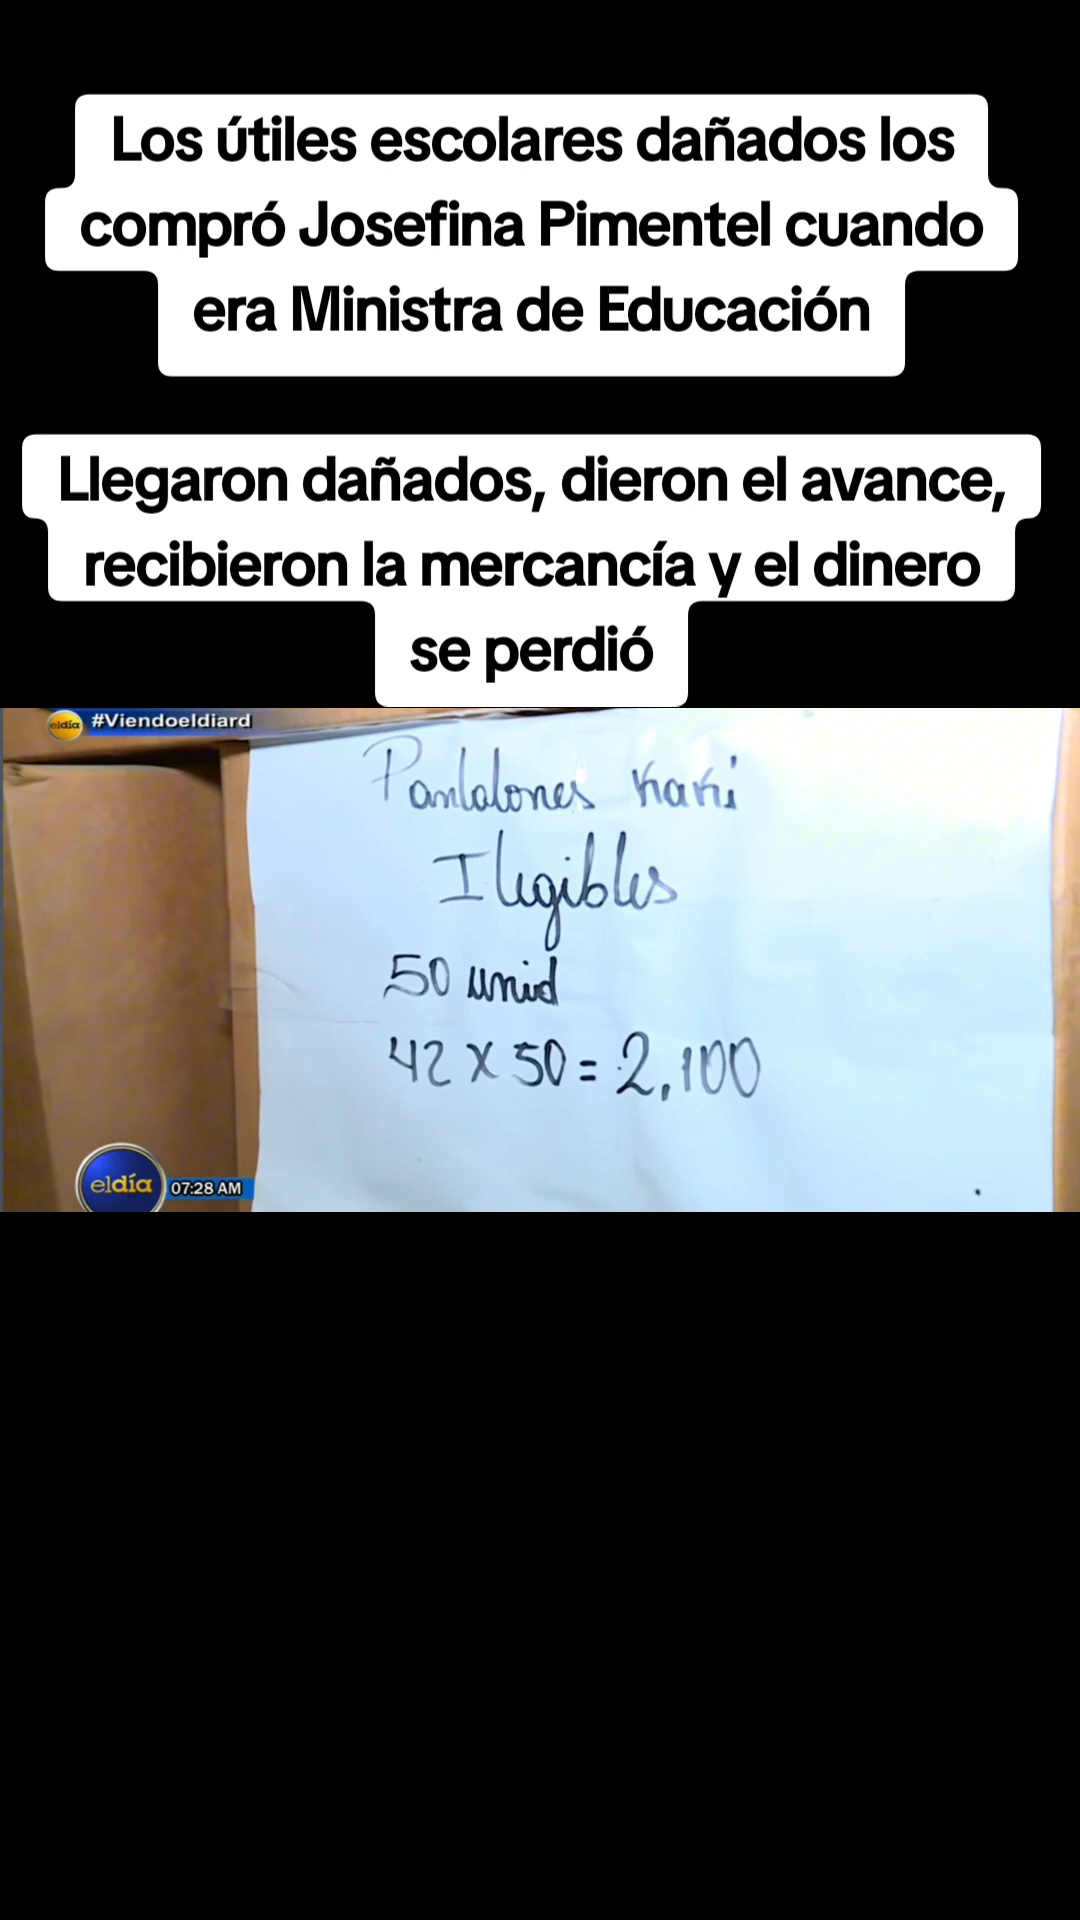 Los útiles escolares dañados los
compró Josefina Pimentel cuando
era Ministra de Educación
Llegaron dañados, dieron el avance,
recibieron la mercancía y el dinero
se perdió
eldía #Viendoeldiard
Pantalones kaki
Ilegibles
50 unid
42 x 50 = 2,100
eldía 07:28 AM